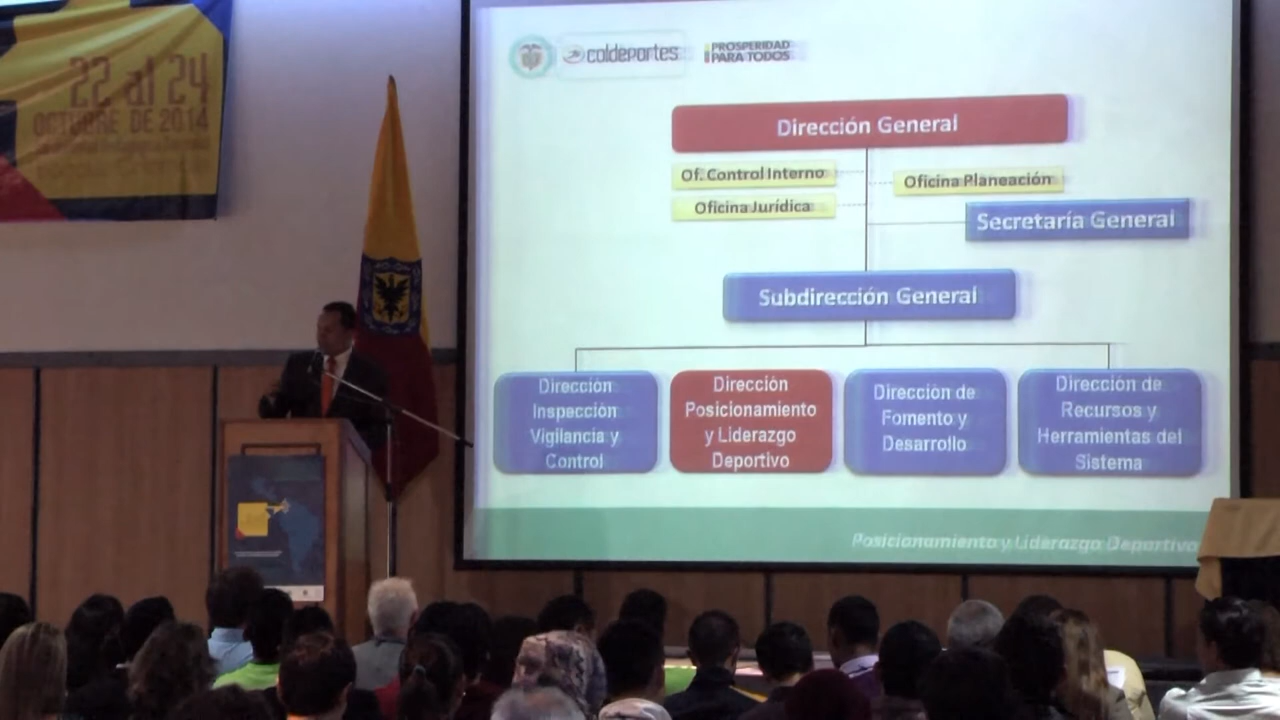 22 al 24
OCTUBRE DE 2014
coldeportes
PROSPERIDAD
PARA TODOS
Dirección General
Of. Control Interno
Oficina Planeación
Oficina Jurídica
Secretaría General
Subdirección General
Dirección
Inspección
Vigilancia y
Control
Dirección
Posicionamiento
y Liderazgo
Deportivo
Dirección de
Fomento y
Desarrollo
Dirección de
Recursos y
Herramientas del
Sistema
Posicionamiento y Liderazgo Deportivo